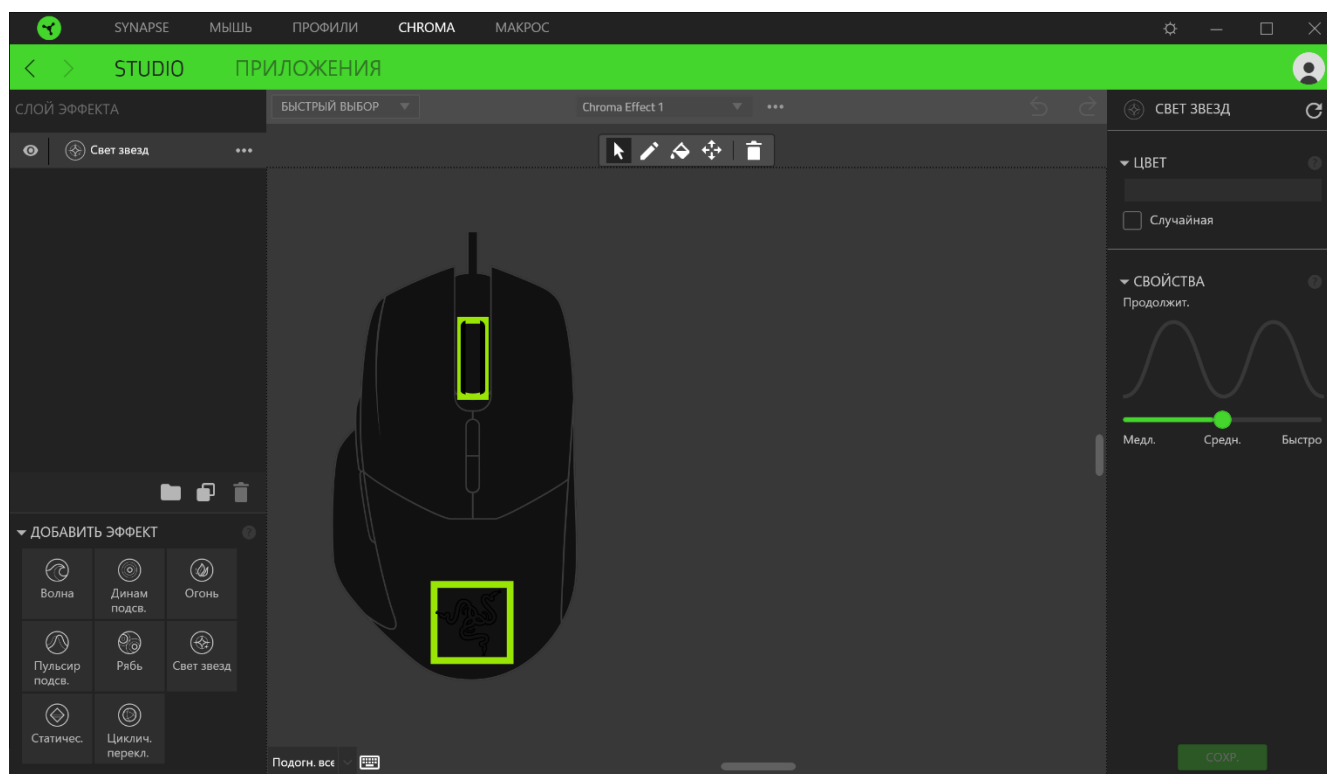 SYNAPSE МЫШЬ ПРОФИЛИ CHROMA МАКРОС
STUDIO ПРИЛОЖЕНИЯ
СЛОЙ ЭФФЕКТА
БЫСТРЫЙ ВЫБОР
Chroma Effect 1
СВЕТ ЗВЕЗД
Свет звезд
ЦВЕТ
Случайная
СВОЙСТВА
Продолжит.
Медл. Средн. Быстро
ДОБАВИТЬ ЭФФЕКТ
Волна
Динам
подсв.
Огонь
Пульсир
подсв.
Рябь
Свет звезд
Статичес.
Циклич.
перекл.
Подогн. все
СОХР.